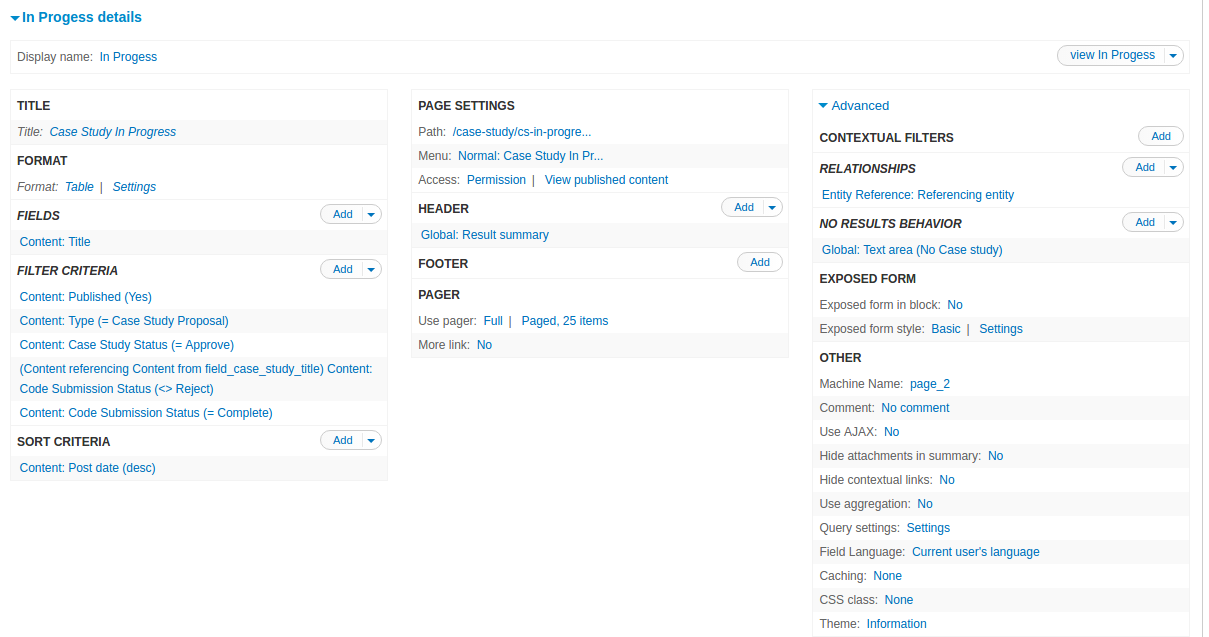 In Progess details
Display name: In Progess
view In Progess
TITLE
Title: Case Study In Progress
FORMAT
Format: Table | Settings
FIELDS
Add
Content: Title
FILTER CRITERIA
Add
Content: Published (Yes)
Content: Type (= Case Study Proposal)
Content: Case Study Status (= Approve)
(Content referencing Content from field_case_study_title) Content:
Code Submission Status (<> Reject)
Content: Code Submission Status (= Complete)
SORT CRITERIA
Add
Content: Post date (desc)
PAGE SETTINGS
Path: /case-study/cs-in-progre...
Menu: Normal: Case Study In Pr...
Access: Permission | View published content
HEADER
Add
Global: Result summary
FOOTER
Add
PAGER
Use pager: Full | Paged, 25 items
More link: No
Advanced
CONTEXTUAL FILTERS
Add
RELATIONSHIPS
Add
Entity Reference: Referencing entity
NO RESULTS BEHAVIOR
Add
Global: Text area (No Case study)
EXPOSED FORM
Exposed form in block: No
Exposed form style: Basic | Settings
OTHER
Machine Name: page_2
Comment: No comment
Use AJAX: No
Hide attachments in summary: No
Hide contextual links: No
Use aggregation: No
Query settings: Settings
Field Language: Current user's language
Caching: None
CSS class: None
Theme: Information